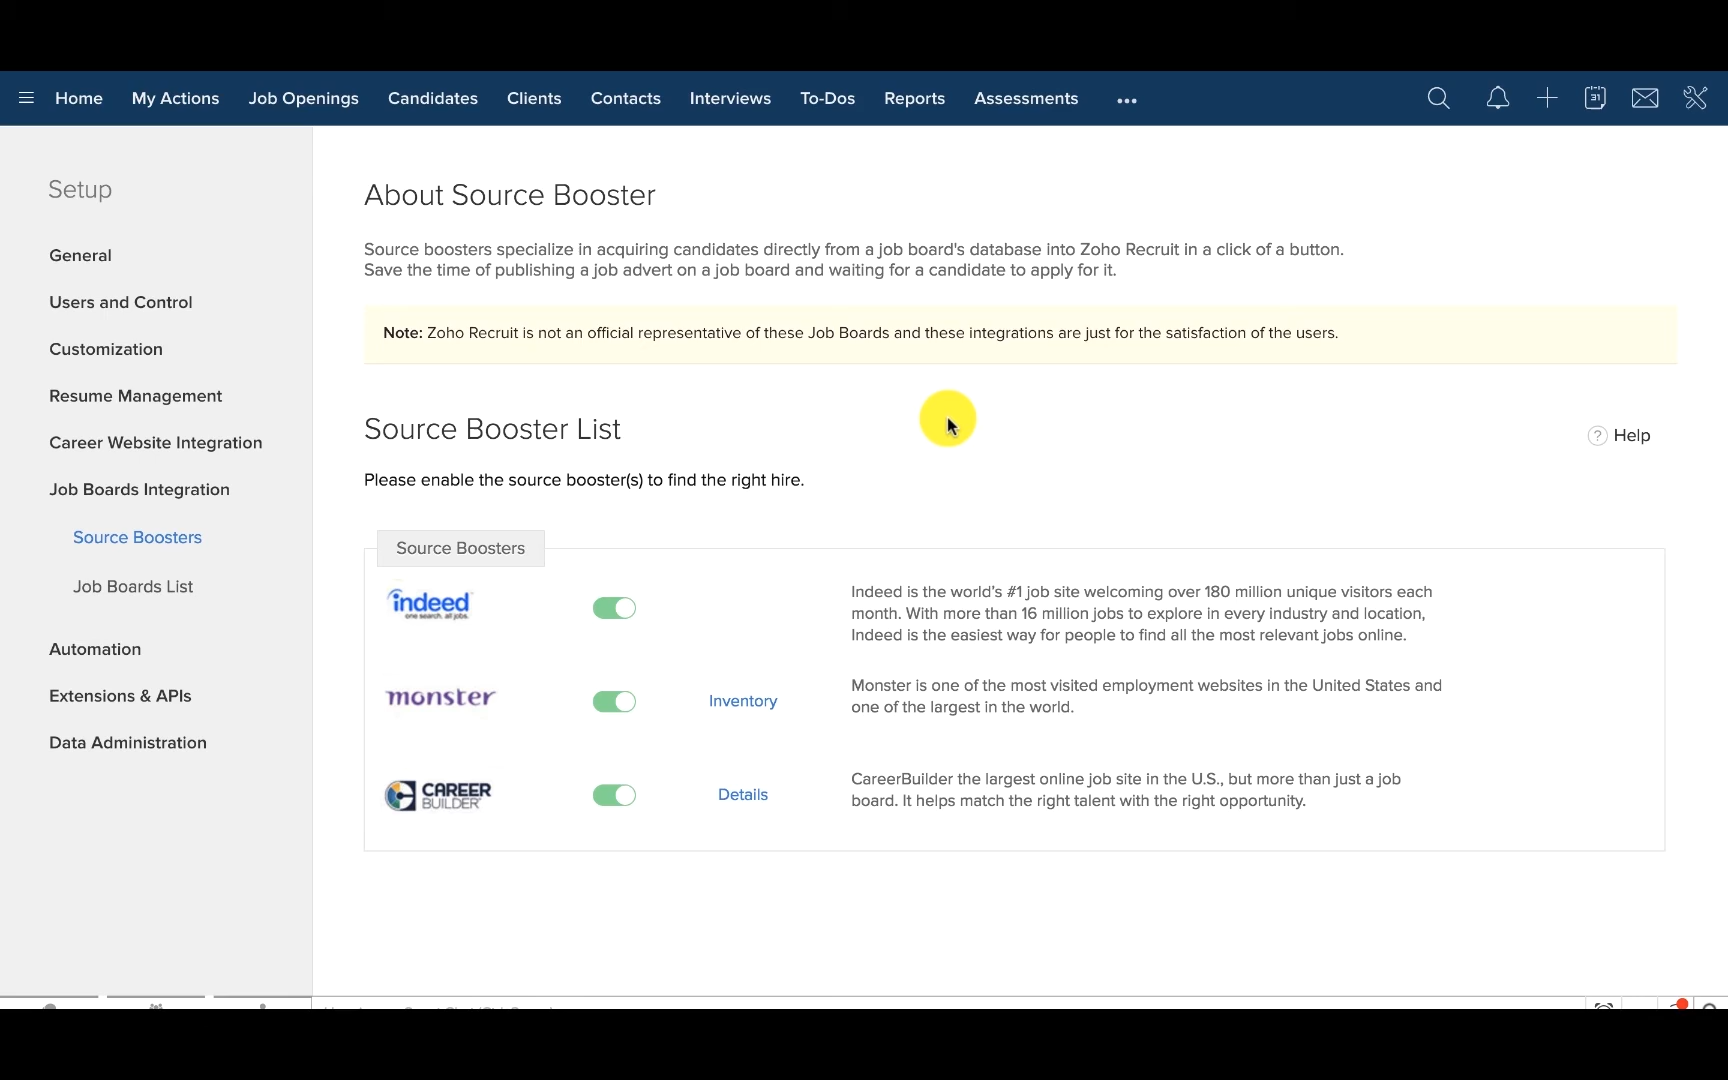 Home My Actions Job Openings Candidates Clients Contacts Interviews To-Dos Reports Assessments
31
Setup
General
Users and Control
Customization
Resume Management
Career Website Integration
Job Boards Integration
Source Boosters
Job Boards List
Automation
Extensions & APIs
Data Administration
About Source Booster
Source boosters specialize in acquiring candidates directly from a job board's database into Zoho Recruit in a click of a button.
Save the time of publishing a job advert on a job board and waiting for a candidate to apply for it.
Note: Zoho Recruit is not an official representative of these Job Boards and these integrations are just for the satisfaction of the users.
Source Booster List
? Help
Please enable the source booster(s) to find the right hire.
Source Boosters
indeed
one search. all jobs.
Indeed is the world's #1 job site welcoming over 180 million unique visitors each
month. With more than 16 million jobs to explore in every industry and location,
Indeed is the easiest way for people to find all the most relevant jobs online.
monster
Inventory
Monster is one of the most visited employment websites in the United States and
one of the largest in the world.
CAREER
BUILDER
Details
CareerBuilder the largest online job site in the U.S., but more than just a job
board. It helps match the right talent with the right opportunity.